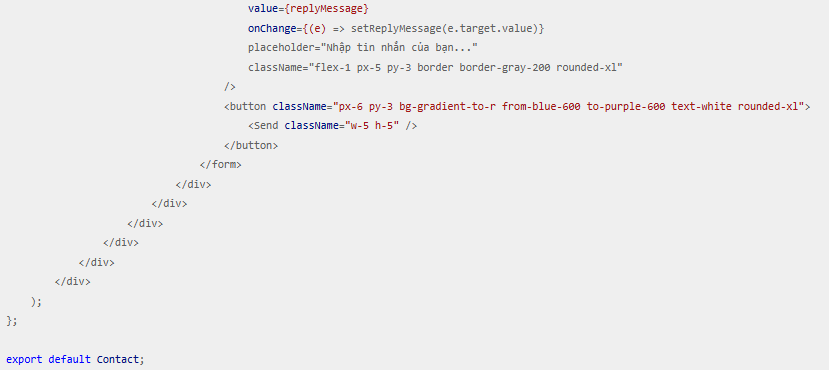 value={replyMessage}
onChange={(e) => setReplyMessage(e.target.value)}
placeholder="Nhập tin nhắn của bạn..."
className="flex-1 px-5 py-3 border border-gray-200 rounded-xl"
/>
<button className="px-6 py-3 bg-gradient-to-r from-blue-600 to-purple-600 text-white rounded-xl">
<Send className="w-5 h-5" />
</button>
</form>
</div>
</div>
</div>
</div>
</div>
</div>
);
};
export default Contact;